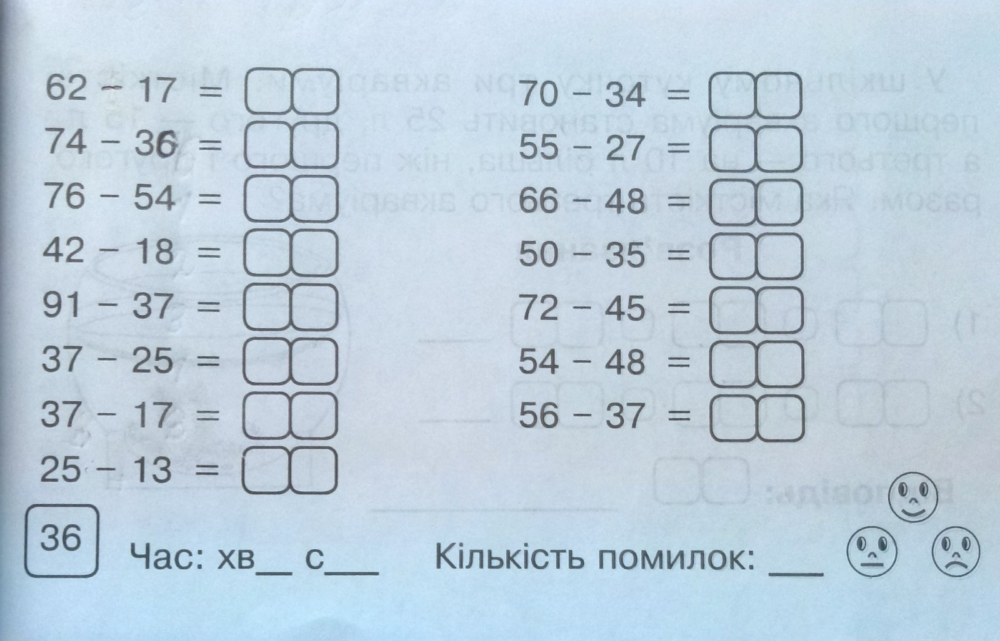 62 – 17 =
74 – 36 =
76 – 54 =
42 – 18 =
91 – 37 =
37 – 25 =
37 – 17 =
25 – 13 =
70 – 34 =
55 – 27 =
66 – 48 =
50 – 35 =
72 – 45 =
54 – 48 =
56 – 37 =
36
Час: хв__ с___ Кількість помилок: ___